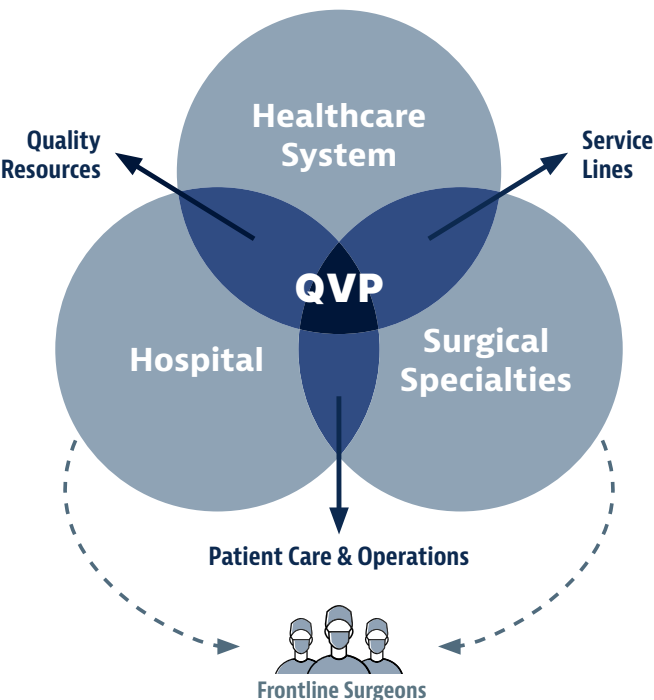 Healthcare
System
Quality
Resources
Service
Lines
QVP
Hospital
Surgical
Specialties
Patient Care & Operations
Frontline Surgeons